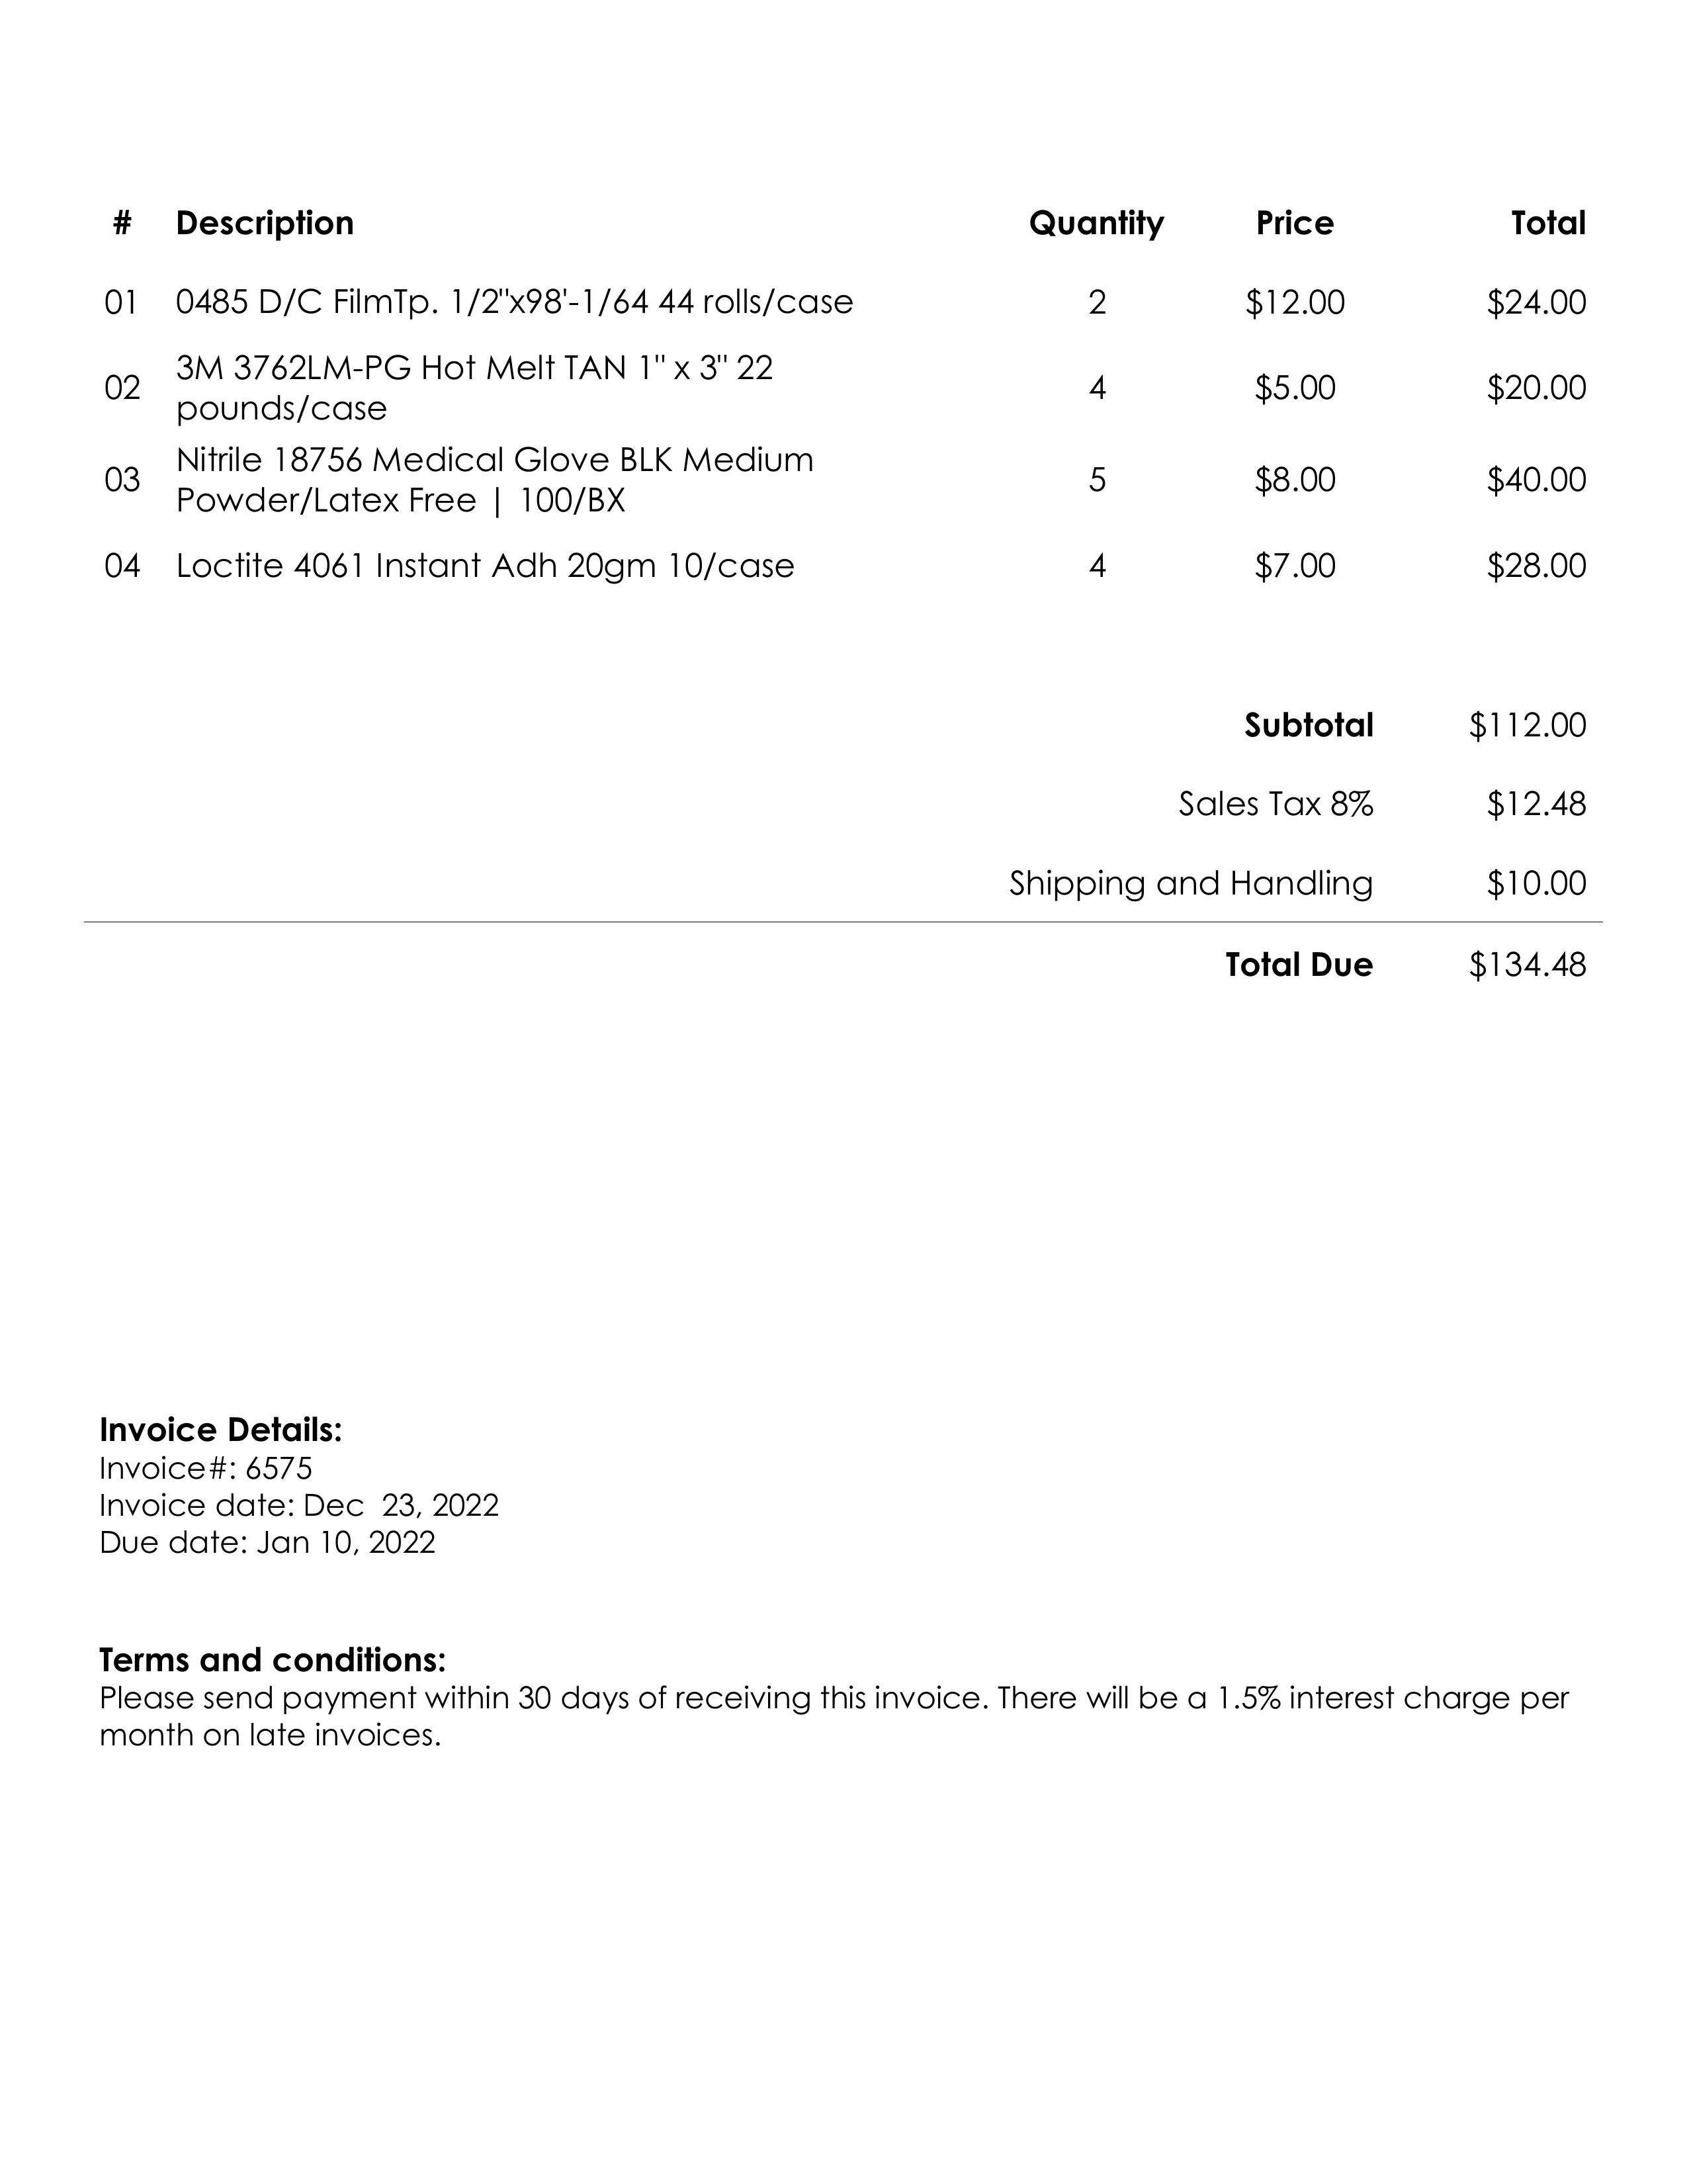 # Description Quantity Price Total
01 0485 D/C FilmTp. 1/2"x98'-1/64 44 rolls/case 2 $12.00 $24.00
02 3M 3762LM-PG Hot Melt TAN 1" x 3" 22
pounds/case 4 $5.00 $20.00
03 Nitrile 18756 Medical Glove BLK Medium
Powder/Latex Free | 100/BX 5 $8.00 $40.00
04 Loctite 4061 Instant Adh 20gm 10/case 4 $7.00 $28.00
Subtotal $112.00
Sales Tax 8% $12.48
Shipping and Handling $10.00
Total Due $134.48
Invoice Details:
Invoice#: 6575
Invoice date: Dec  23, 2022
Due date: Jan 10, 2022
Terms and conditions:
Please send payment within 30 days of receiving this invoice. There will be a 1.5% interest charge per
month on late invoices.